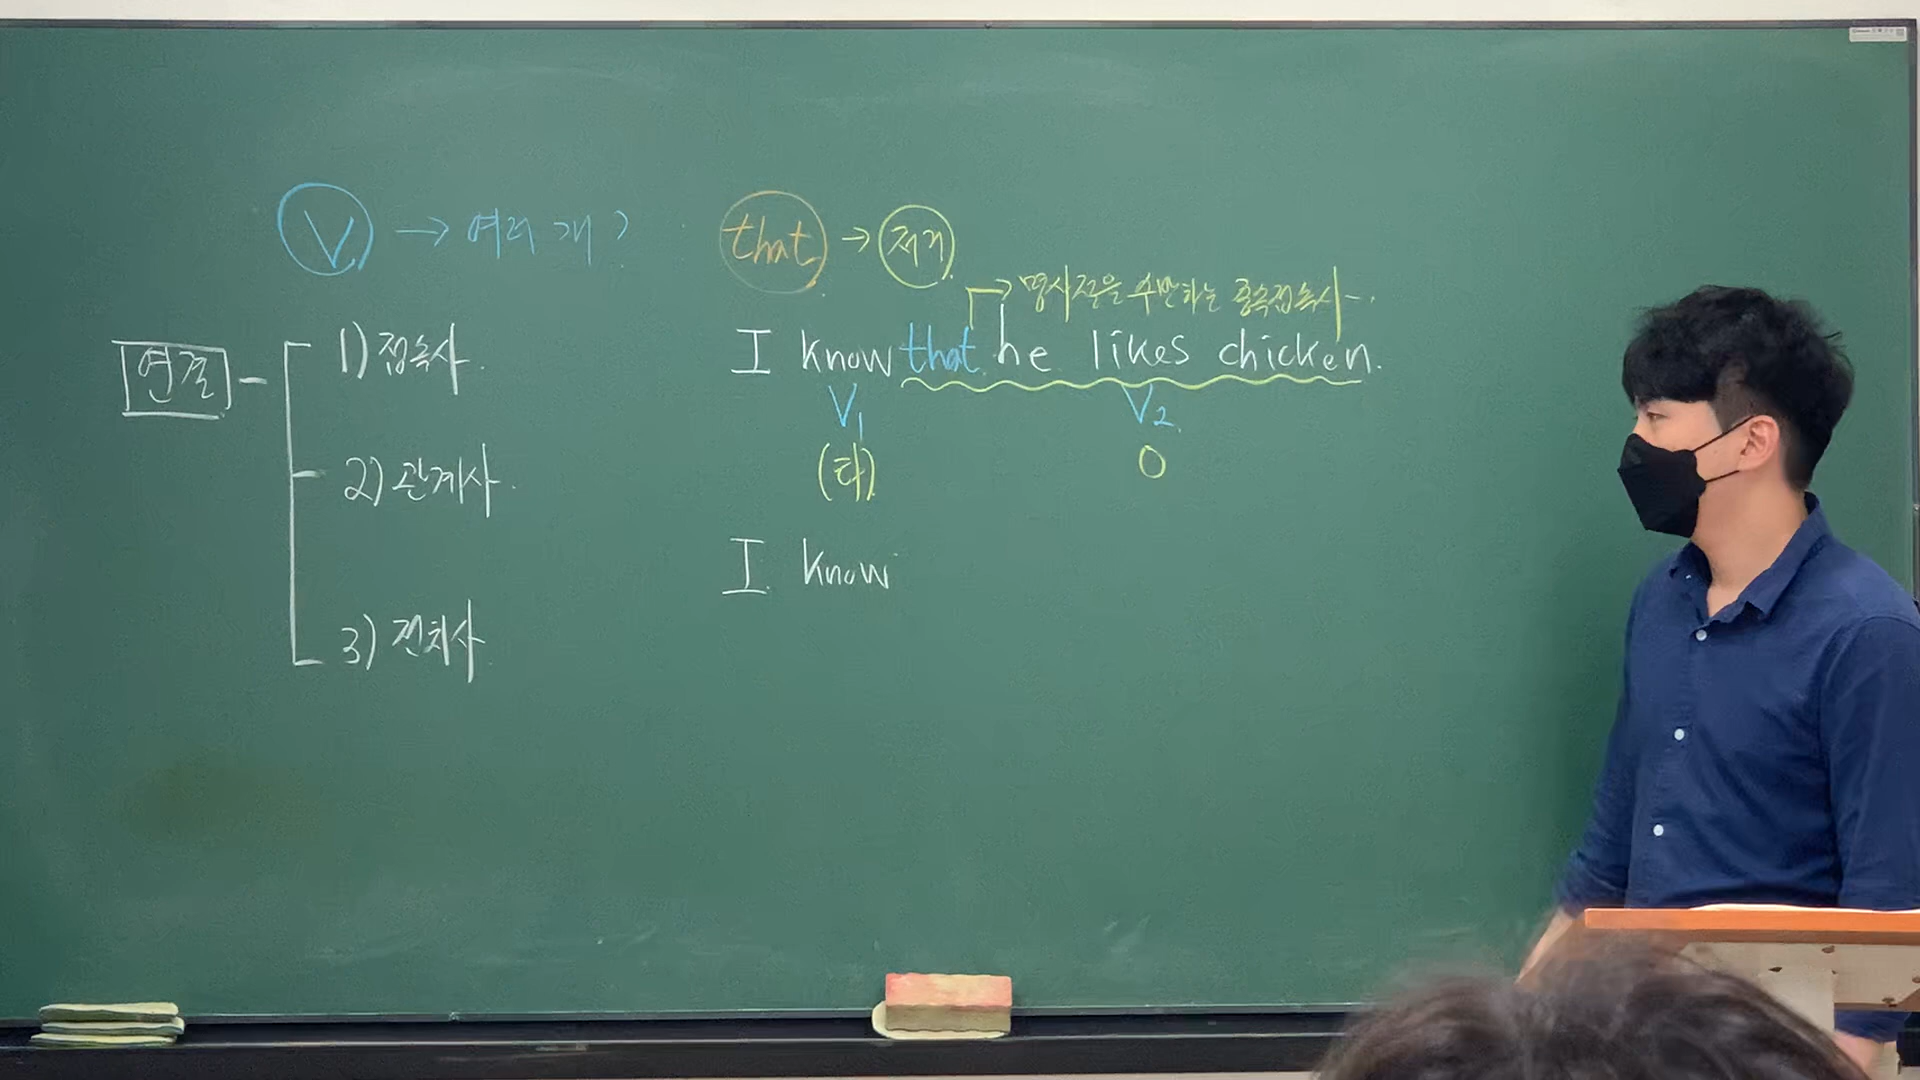 V → 여러 개?
연결
1) 접속사.
2) 관계사.
3) 전치사.
that → 저거
→ 명사절을 수반하는 종속접속사-.
I know that he likes chicken.
V1 V2
(타) O
I know